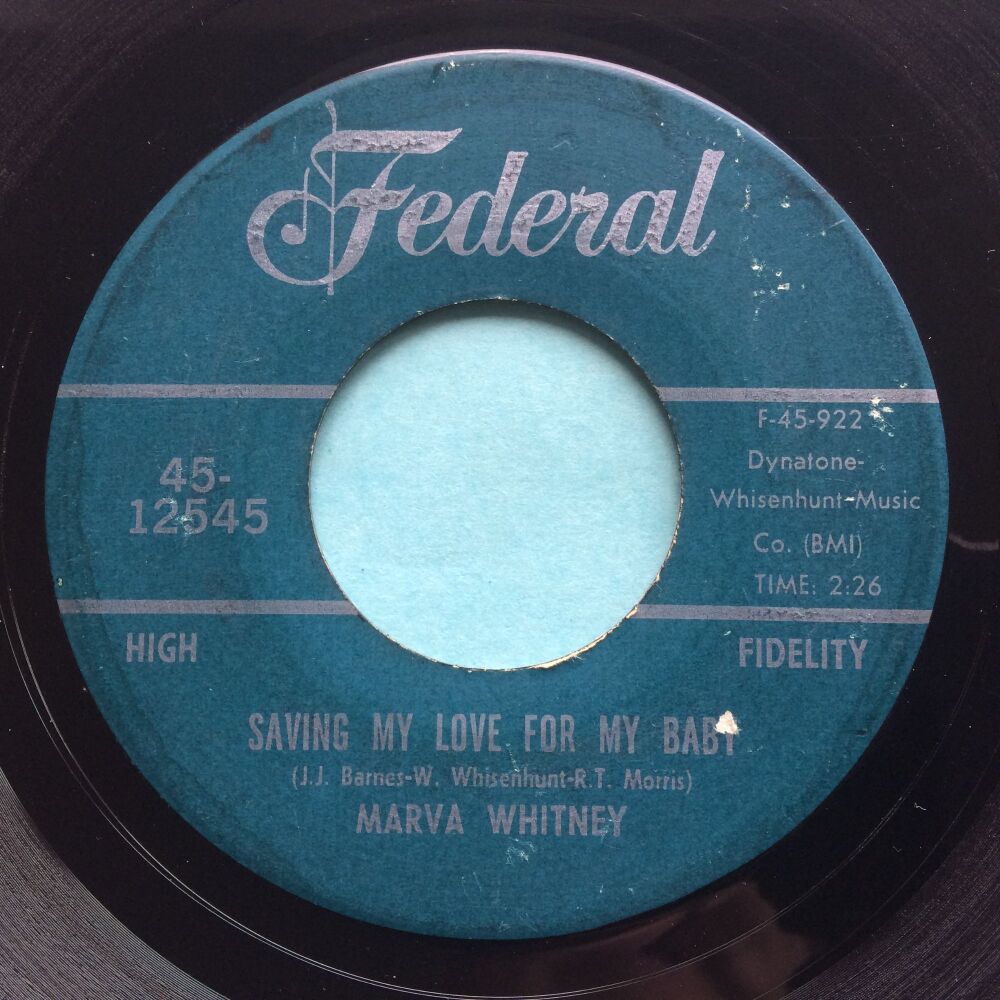 Federal
45-
12545
F-45-922
Dynatone-
Whisenhunt-Music
Co. (BMI)
TIME: 2:26
HIGH
FIDELITY
SAVING MY LOVE FOR MY BABY
(J.J. Barnes-W. Whisenhunt-R.T. Morris)
MARVA WHITNEY